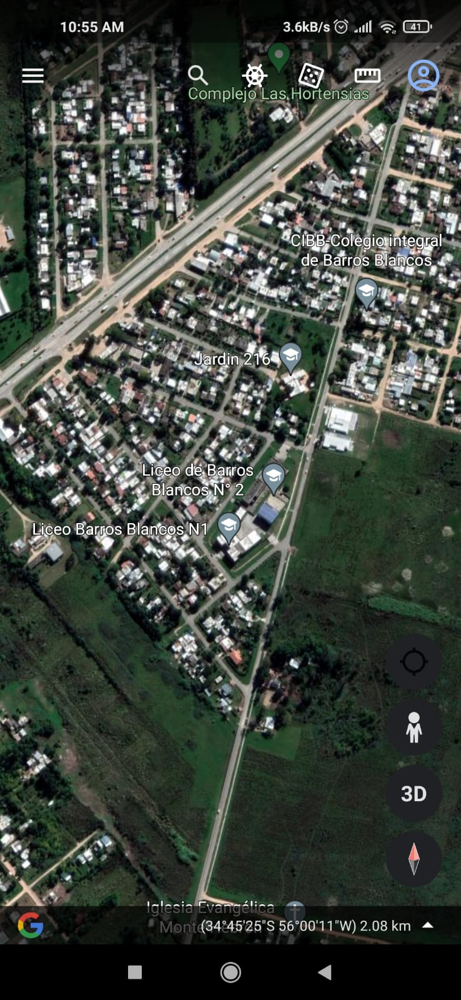 10:55 AM
3.6kB/s
41
Complejo Las Hortensias
CIBB-Colegio integral
de Barros Blancos
Jardin 216
Liceo de Barros
Blancos N° 2
Liceo Barros Blancos N1
3D
Iglesia Evangélica
Monte Hebrón
(34°45'25"S 56°00'11"W) 2.08 km